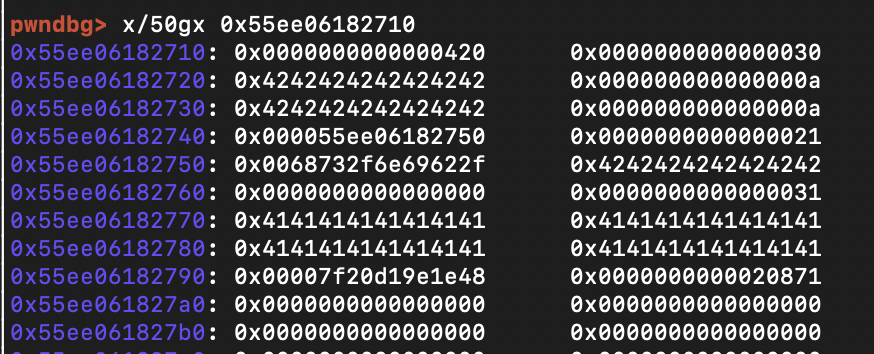 pwndbg> x/50gx 0x55ee06182710
0x55ee06182710: 0x0000000000000420 0x0000000000000030
0x55ee06182720: 0x4242424242424242 0x000000000000000a
0x55ee06182730: 0x4242424242424242 0x000000000000000a
0x55ee06182740: 0x000055ee06182750 0x0000000000000021
0x55ee06182750: 0x0068732f6e69622f 0x4242424242424242
0x55ee06182760: 0x0000000000000000 0x0000000000000031
0x55ee06182770: 0x4141414141414141 0x4141414141414141
0x55ee06182780: 0x4141414141414141 0x4141414141414141
0x55ee06182790: 0x00007f20d19e1e48 0x0000000000020871
0x55ee061827a0: 0x0000000000000000 0x0000000000000000
0x55ee061827b0: 0x0000000000000000 0x0000000000000000